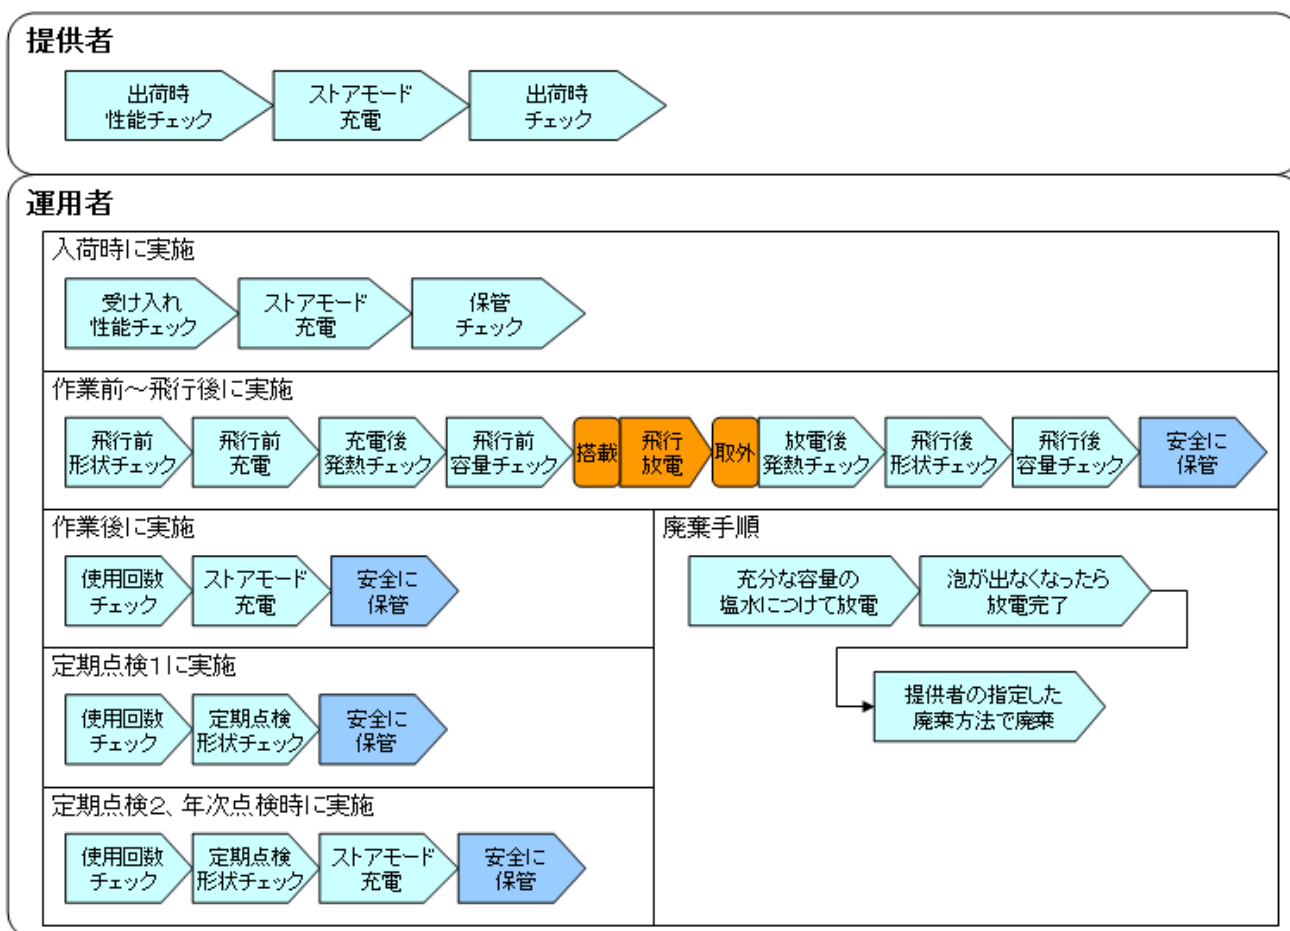 提供者
出荷時
性能チェック
ストアモード
充電
出荷時
チェック
運用者
入荷時に実施
受け入れ
性能チェック
ストアモード
充電
保管
チェック
作業前～飛行後に実施
飛行前
形状チェック
飛行前
充電
充電後
発熱チェック
飛行前
容量チェック
搭載
飛行
放電
取外
放電後
発熱チェック
飛行後
形状チェック
飛行後
容量チェック
安全に
保管
作業後に実施
使用回数
チェック
ストアモード
充電
安全に
保管
廃棄手順
充分な容量の
塩水につけて放電
泡が出なくなったら
放電完了
提供者の指定した
廃棄方法で廃棄
定期点検1に実施
使用回数
チェック
定期点検
形状チェック
安全に
保管
定期点検2、年次点検時に実施
使用回数
チェック
定期点検
形状チェック
ストアモード
充電
安全に
保管